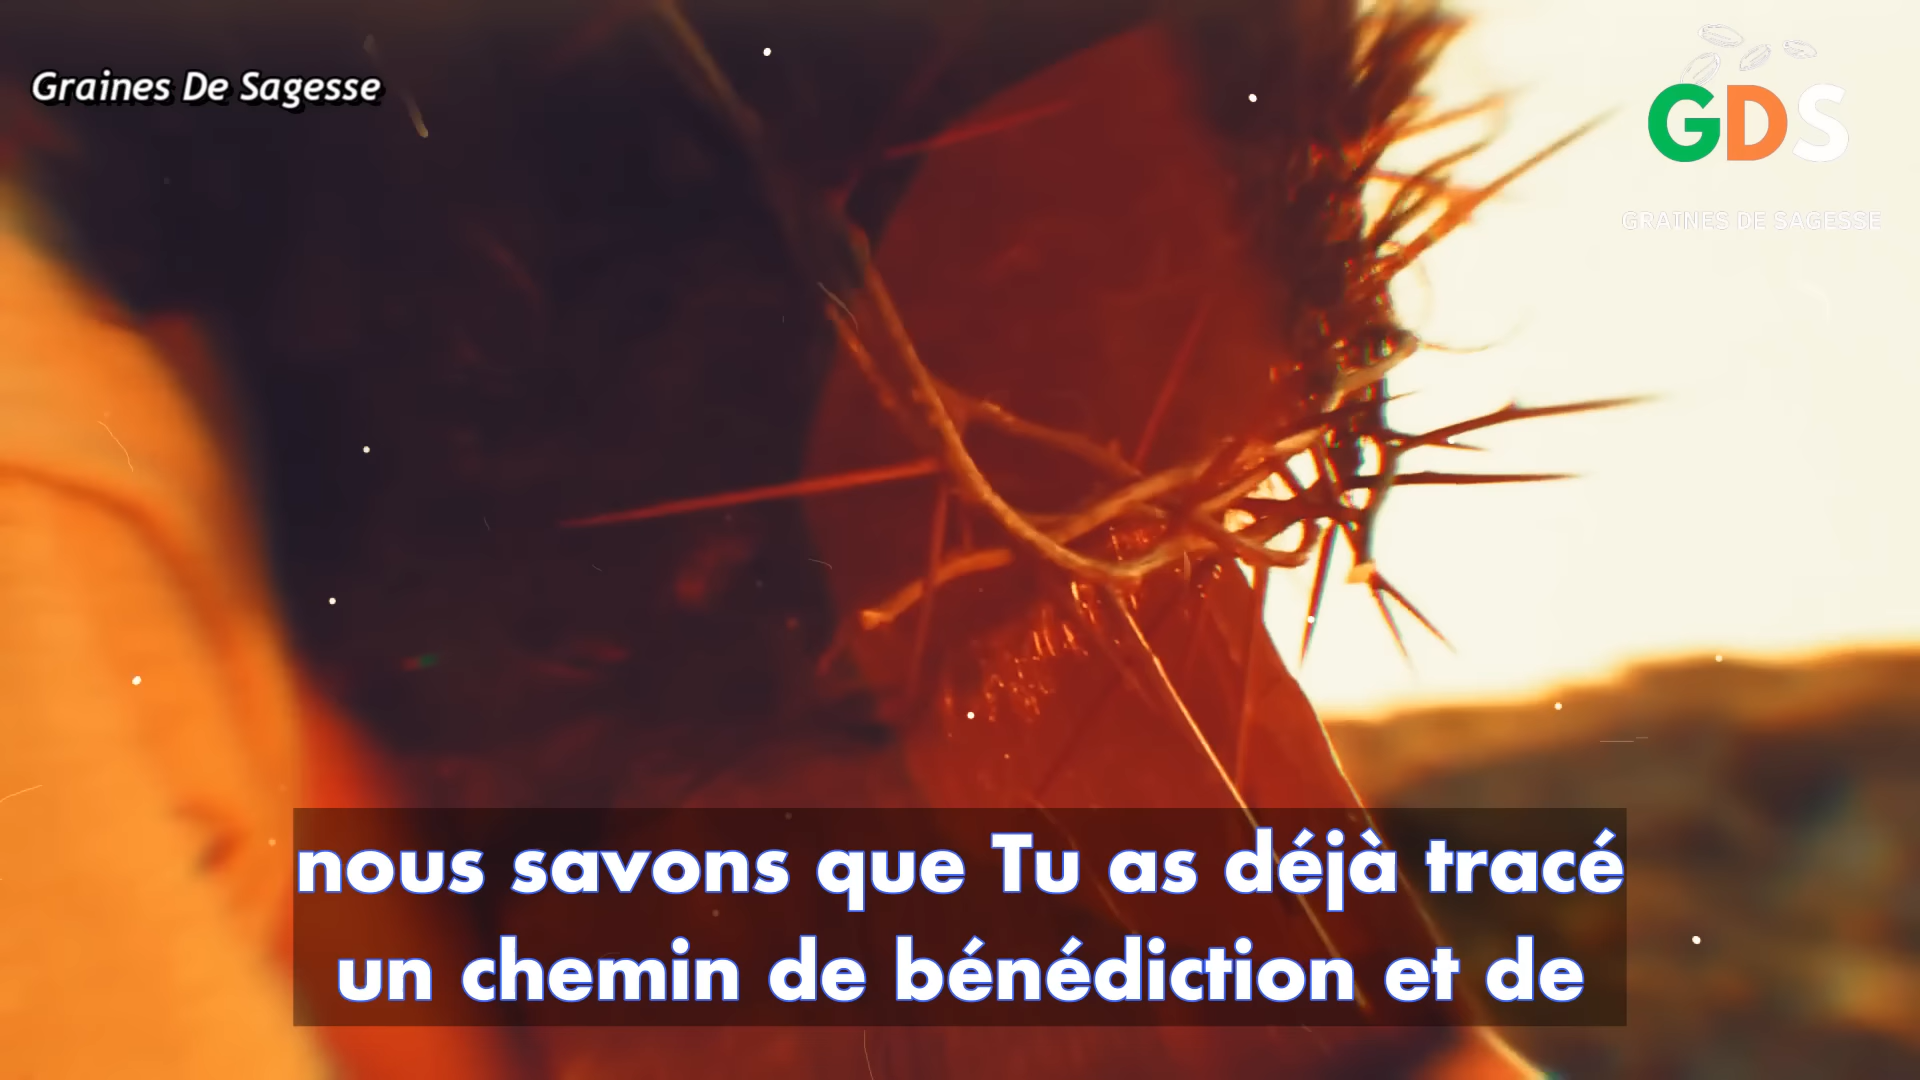 Graines De Sagesse
GDS
GRAINES DE SAGESSE
nous savons que Tu as déjà tracé
un chemin de bénédiction et de